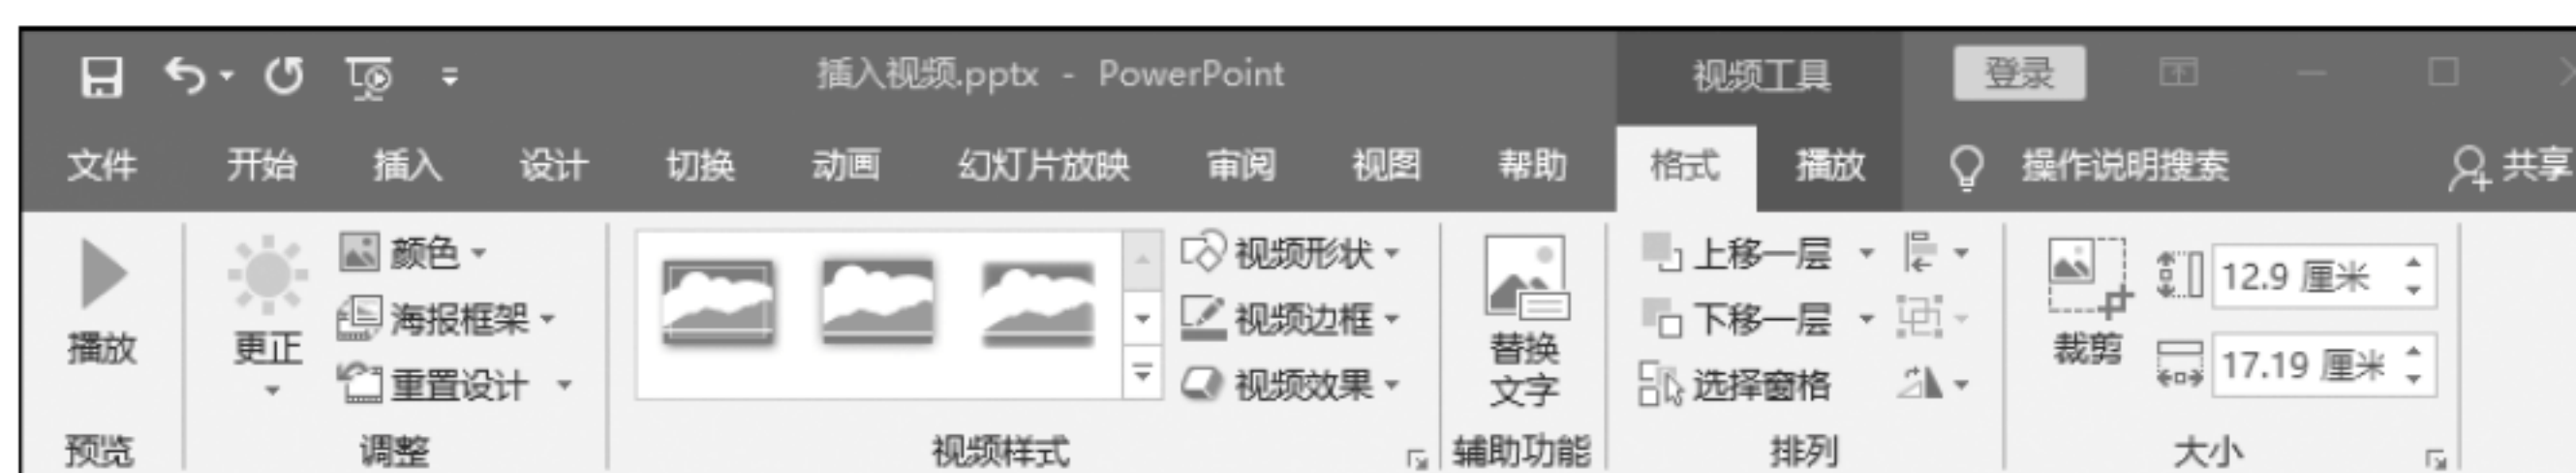 插入视频.pptx - PowerPoint 视频工具 登录
文件 开始 插入 设计 切换 动画 幻灯片放映 审阅 视图 帮助 格式 播放 操作说明搜索 共享
播放
预览
更正
颜色
海报框架
重置设计
调整
视频形状
视频边框
视频效果
视频样式
替换
文字
辅助功能
上移一层
下移一层
选择窗格
排列
裁剪
12.9 厘米
17.19 厘米
大小